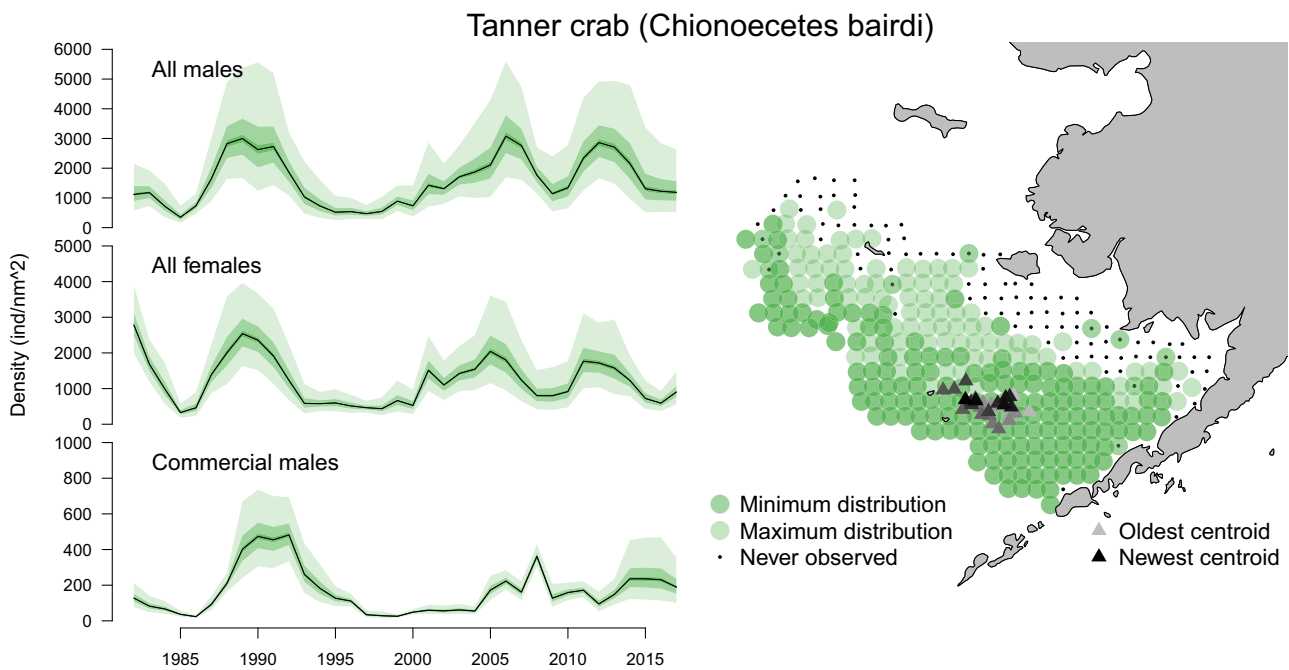 Tanner crab (Chionoecetes bairdi)
Density (ind/nm^2)
All males
6000
5000
4000
3000
2000
1000
0
All females
5000
4000
3000
2000
1000
0
Commercial males
1000
800
600
400
200
0
1985 1990 1995 2000 2005 2010 2015
Minimum distribution
Maximum distribution
Never observed
Oldest centroid
Newest centroid